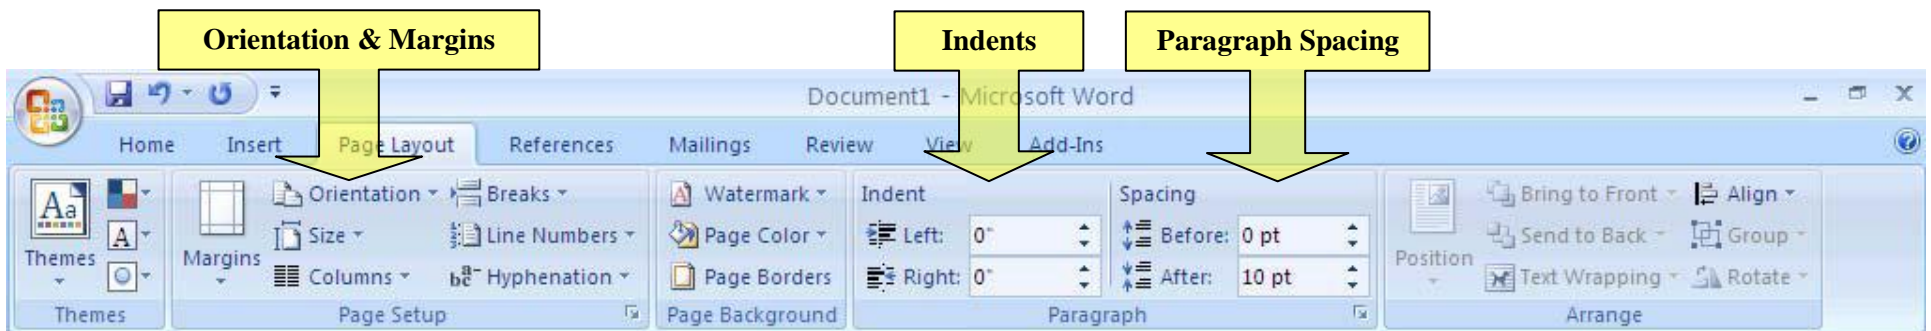 Orientation & Margins Indents Paragraph Spacing
Document1 - Microsoft Word
Home Insert Page Layout References Mailings Review View Add-Ins
Aa Orientation Breaks Watermark Indent Spacing Bring to Front Align
A Size Line Numbers Page Color Left: 0" Before: 0 pt Send to Back Group
Themes Margins Columns Hyphenation Page Borders Right: 0" After: 10 pt Position Text Wrapping Rotate
Themes Page Setup Page Background Paragraph Arrange